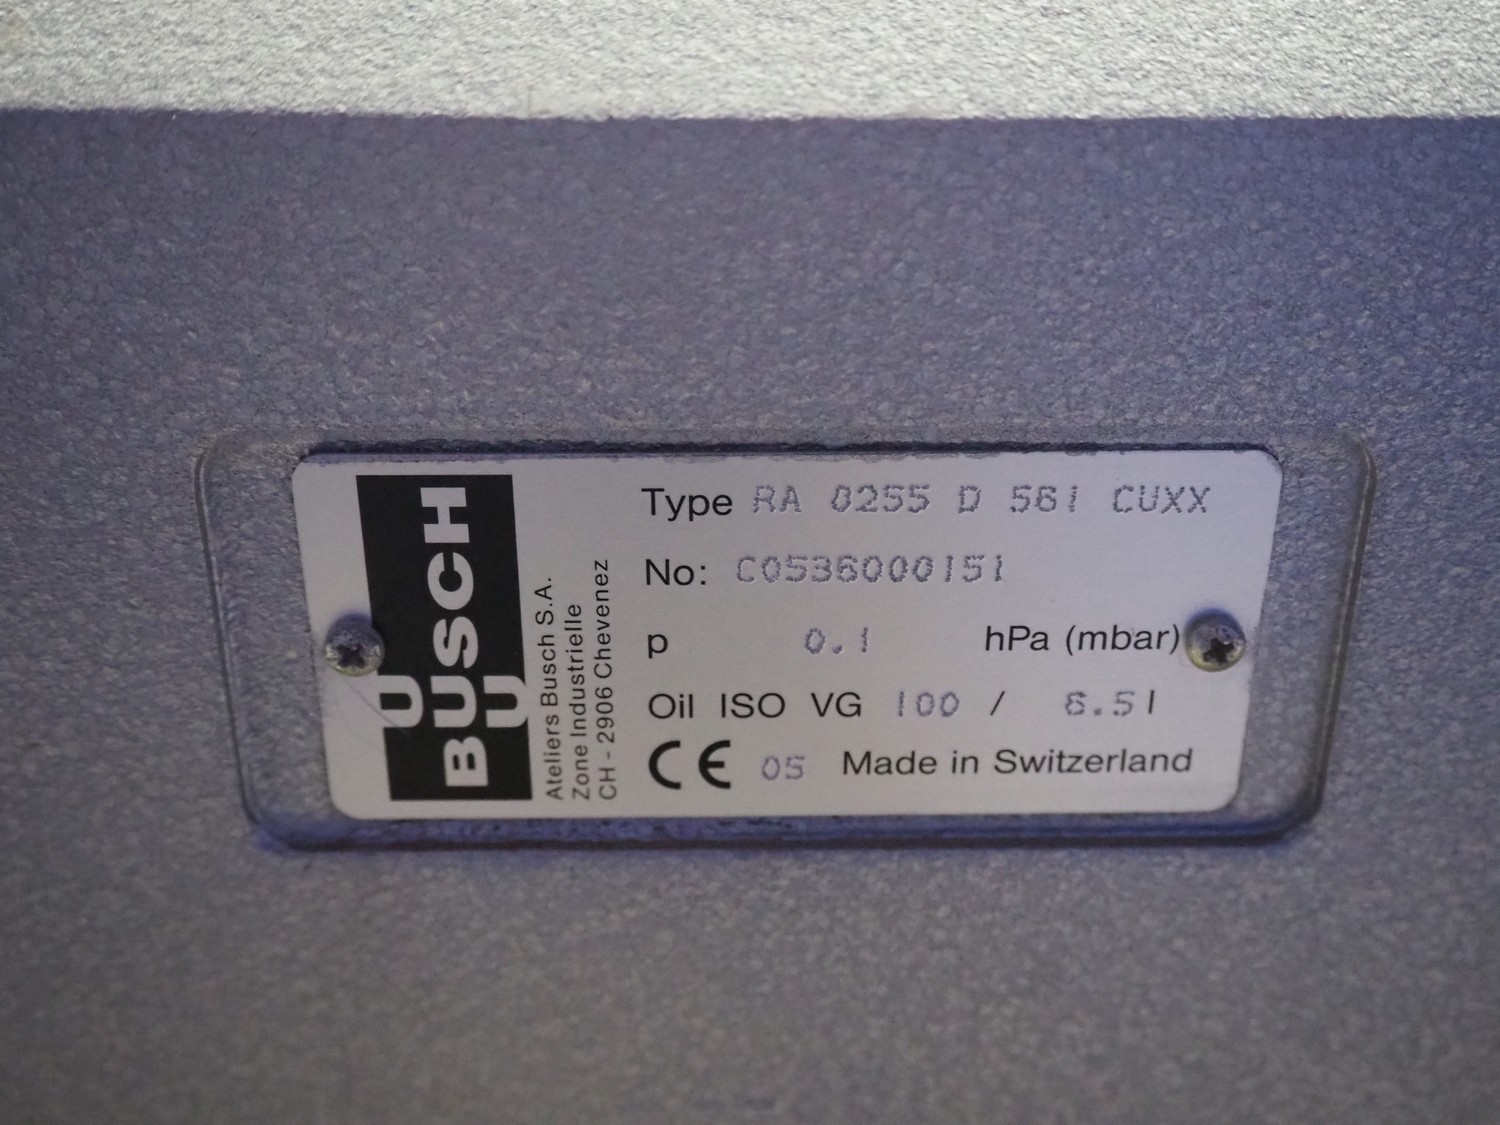 BUSCH
Ateliers Busch S.A.
Zone Industrielle
CH - 2906 Chevenez
Type RA 0255 D 561 CUXX
No: C0536000151
p 0.1 hPa (mbar)
Oil ISO VG 100 / 6.5 l
CE 05 Made in Switzerland